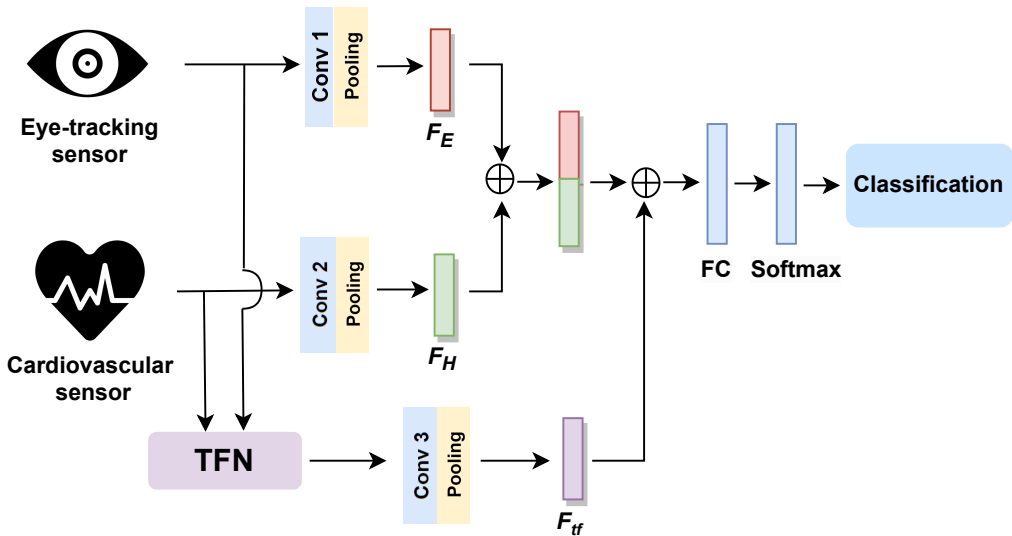 Eye-tracking
sensor
Conv 1
Pooling
F_E
Cardiovascular
sensor
Conv 2
Pooling
F_H
TFN
Conv 3
Pooling
F_tf
FC
Softmax
Classification